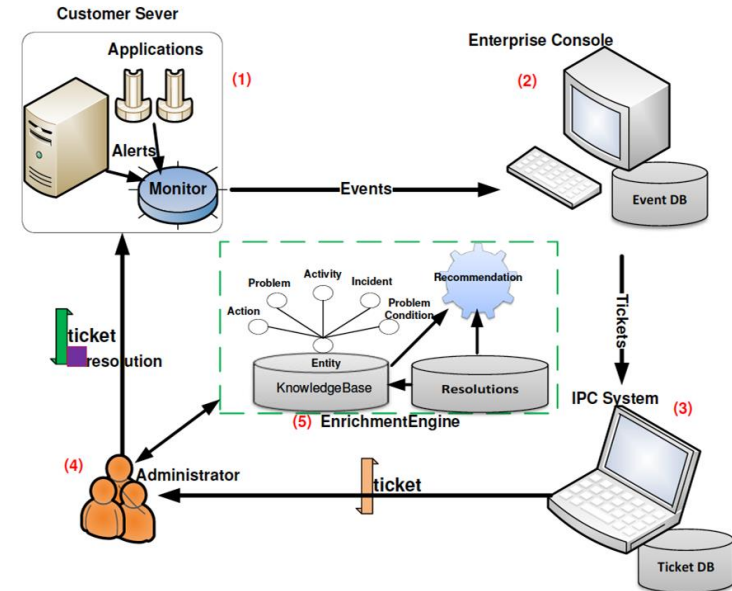 Customer Sever
Applications
(1)
Alerts
Monitor
Events
Enterprise Console
(2)
Event DB
Tickets
IPC System
(3)
Ticket DB
ticket
(4)
Administrator
ticket
resolution
Action
Problem
Activity
Incident
Problem
Condition
Entity
KnowledgeBase
Recommendation
Resolutions
(5) EnrichmentEngine